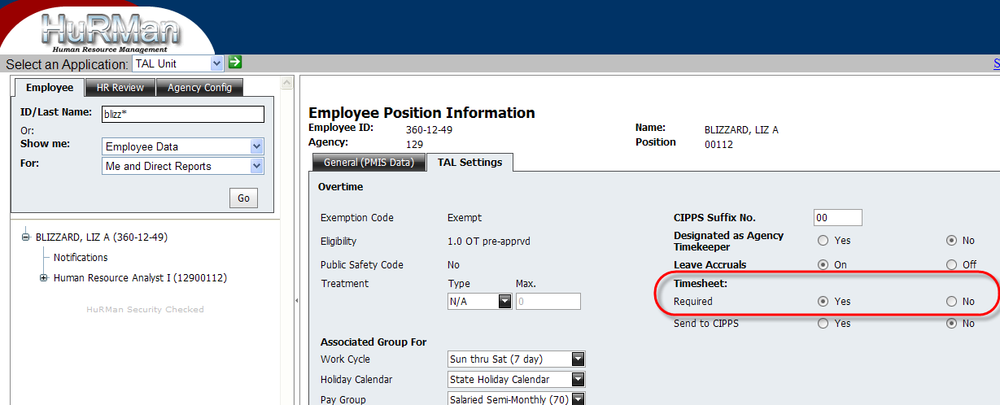 HuRMan
Human Resource Management
Select an Application: TAL Unit
S
Employee HR Review Agency Config
ID/Last Name: blizz*
Or:
Show me: Employee Data
For: Me and Direct Reports
Go
BLIZZARD, LIZ A (360-12-49)
Notifications
Human Resource Analyst I (12900112)
HuRMan Security Checked
Employee Position Information
Employee ID: 360-12-49 Name: BLIZZARD, LIZ A
Agency: 129 Position 00112
General (PMIS Data) TAL Settings
Overtime
Exemption Code Exempt
Eligibility 1.0 OT pre-apprvd
Public Safety Code No
Treatment Type Max.
N/A 0
CIPPS Suffix No. 00
Designated as Agency
Timekeeper Yes No
Leave Accruals On Off
Timesheet:
Required Yes No
Send to CIPPS Yes No
Associated Group For
Work Cycle Sun thru Sat (7 day)
Holiday Calendar State Holiday Calendar
Pay Group Salaried Semi-Monthly (70)